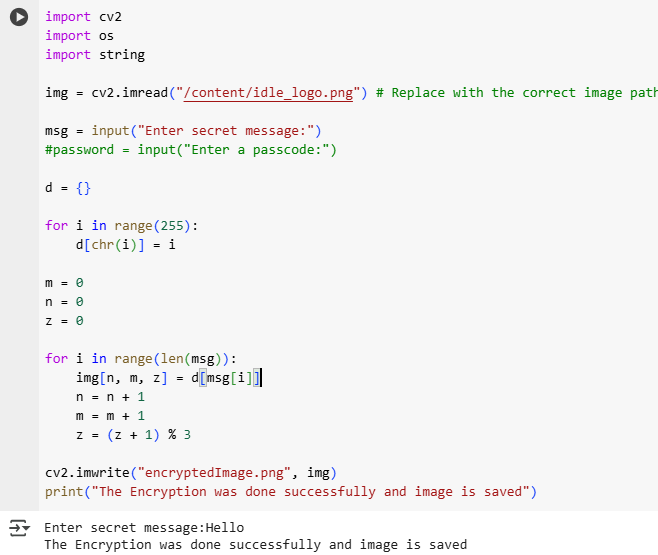 import cv2
import os
import string
img = cv2.imread("/content/idle_logo.png") # Replace with the correct image path
msg = input("Enter secret message:")
#password = input("Enter a passcode:")
d = {}
for i in range(255):
    d[chr(i)] = i
m = 0
n = 0
z = 0
for i in range(len(msg)):
    img[n, m, z] = d[msg[i]]
    n = n + 1
    m = m + 1
    z = (z + 1) % 3
cv2.imwrite("encryptedImage.png", img)
print("The Encryption was done successfully and image is saved")
Enter secret message:Hello
The Encryption was done successfully and image is saved